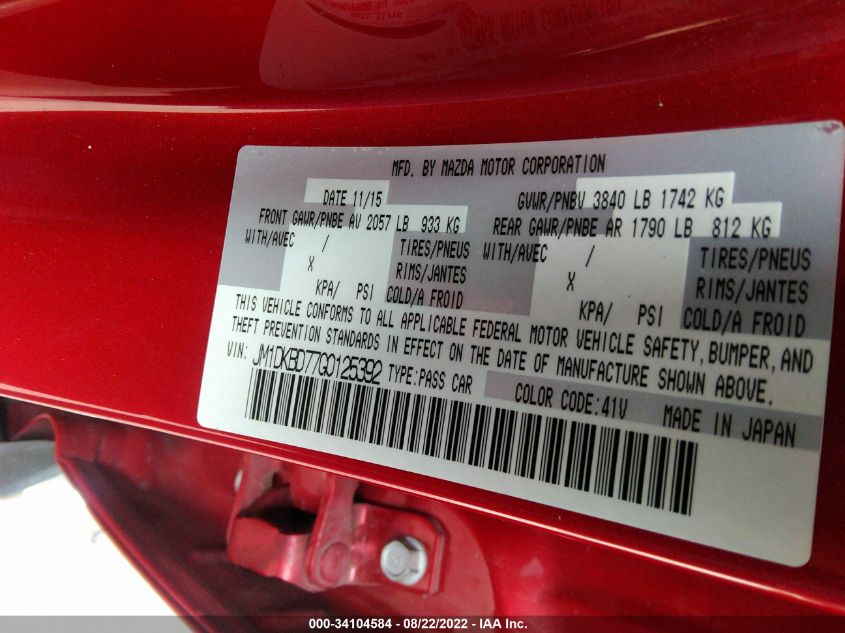 MFD. BY MAZDA MOTOR CORPORATION
DATE 11/15 GVWR/PNBV 3840 LB 1742 KG
FRONT GAWR/PNBE AV 2057 LB 933 KG REAR GAWR/PNBE AR 1790 LB 812 KG
WITH/AVEC / TIRES/PNEUS WITH/AVEC / TIRES/PNEUS
X RIMS/JANTES X RIMS/JANTES
KPA/ PSI COLD/A FROID KPA/ PSI COLD/A FROID
THIS VEHICLE CONFORMS TO ALL APPLICABLE FEDERAL MOTOR VEHICLE SAFETY, BUMPER, AND
THEFT PREVENTION STANDARDS IN EFFECT ON THE DATE OF MANUFACTURE SHOWN ABOVE.
VIN: JM1DKBD77G0125392 TYPE:PASS CAR COLOR CODE:41V MADE IN JAPAN
000-34104584 - 08/22/2022 - IAA Inc.